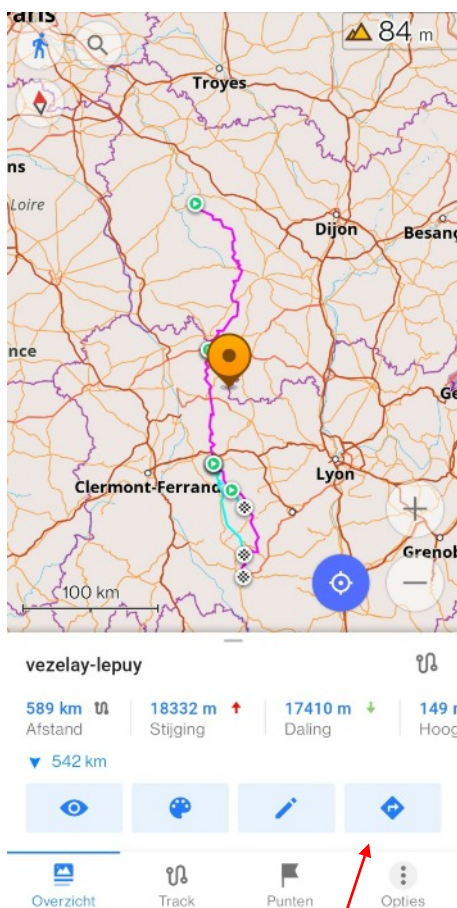 aris
84 m
Troyes
ns
Loire
Dijon
Besanç
nce
Ge
Clermont-Ferrand
Lyon
Grenob
100 km
vezelay-lepuy
589 km 18332 m 17410 m 149 m
Afstand Stijging Daling Hoog
542 km
Overzicht Track Punten Opties